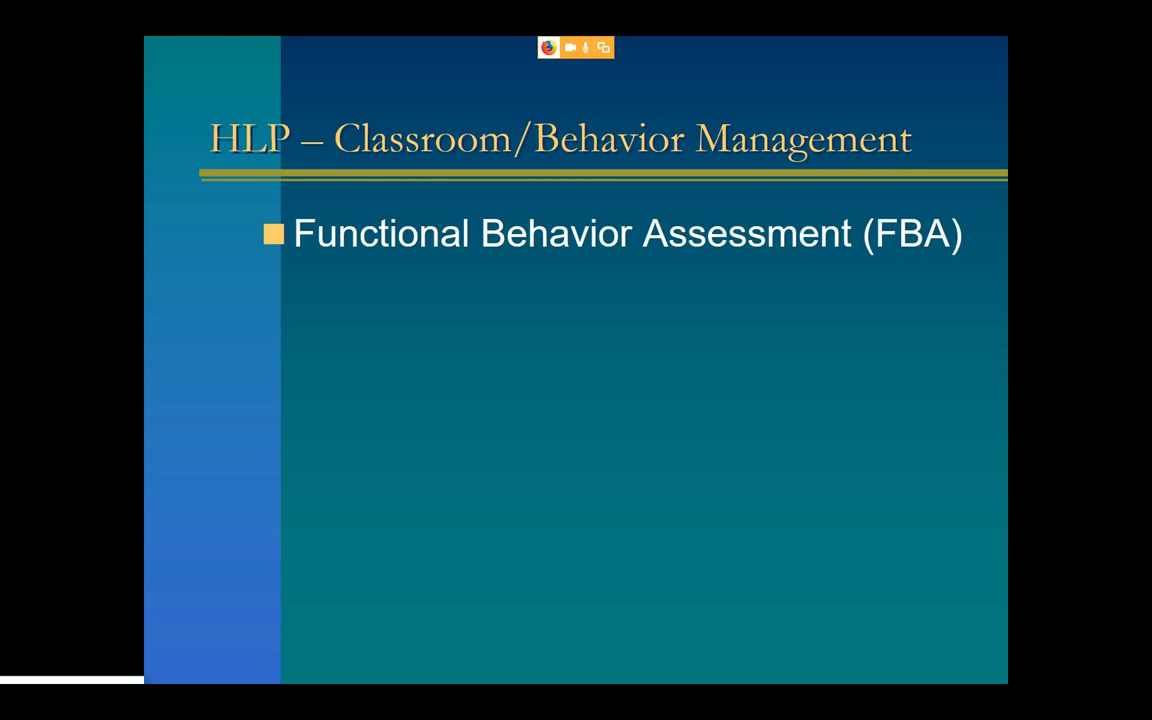 HLP – Classroom/Behavior Management
Functional Behavior Assessment (FBA)